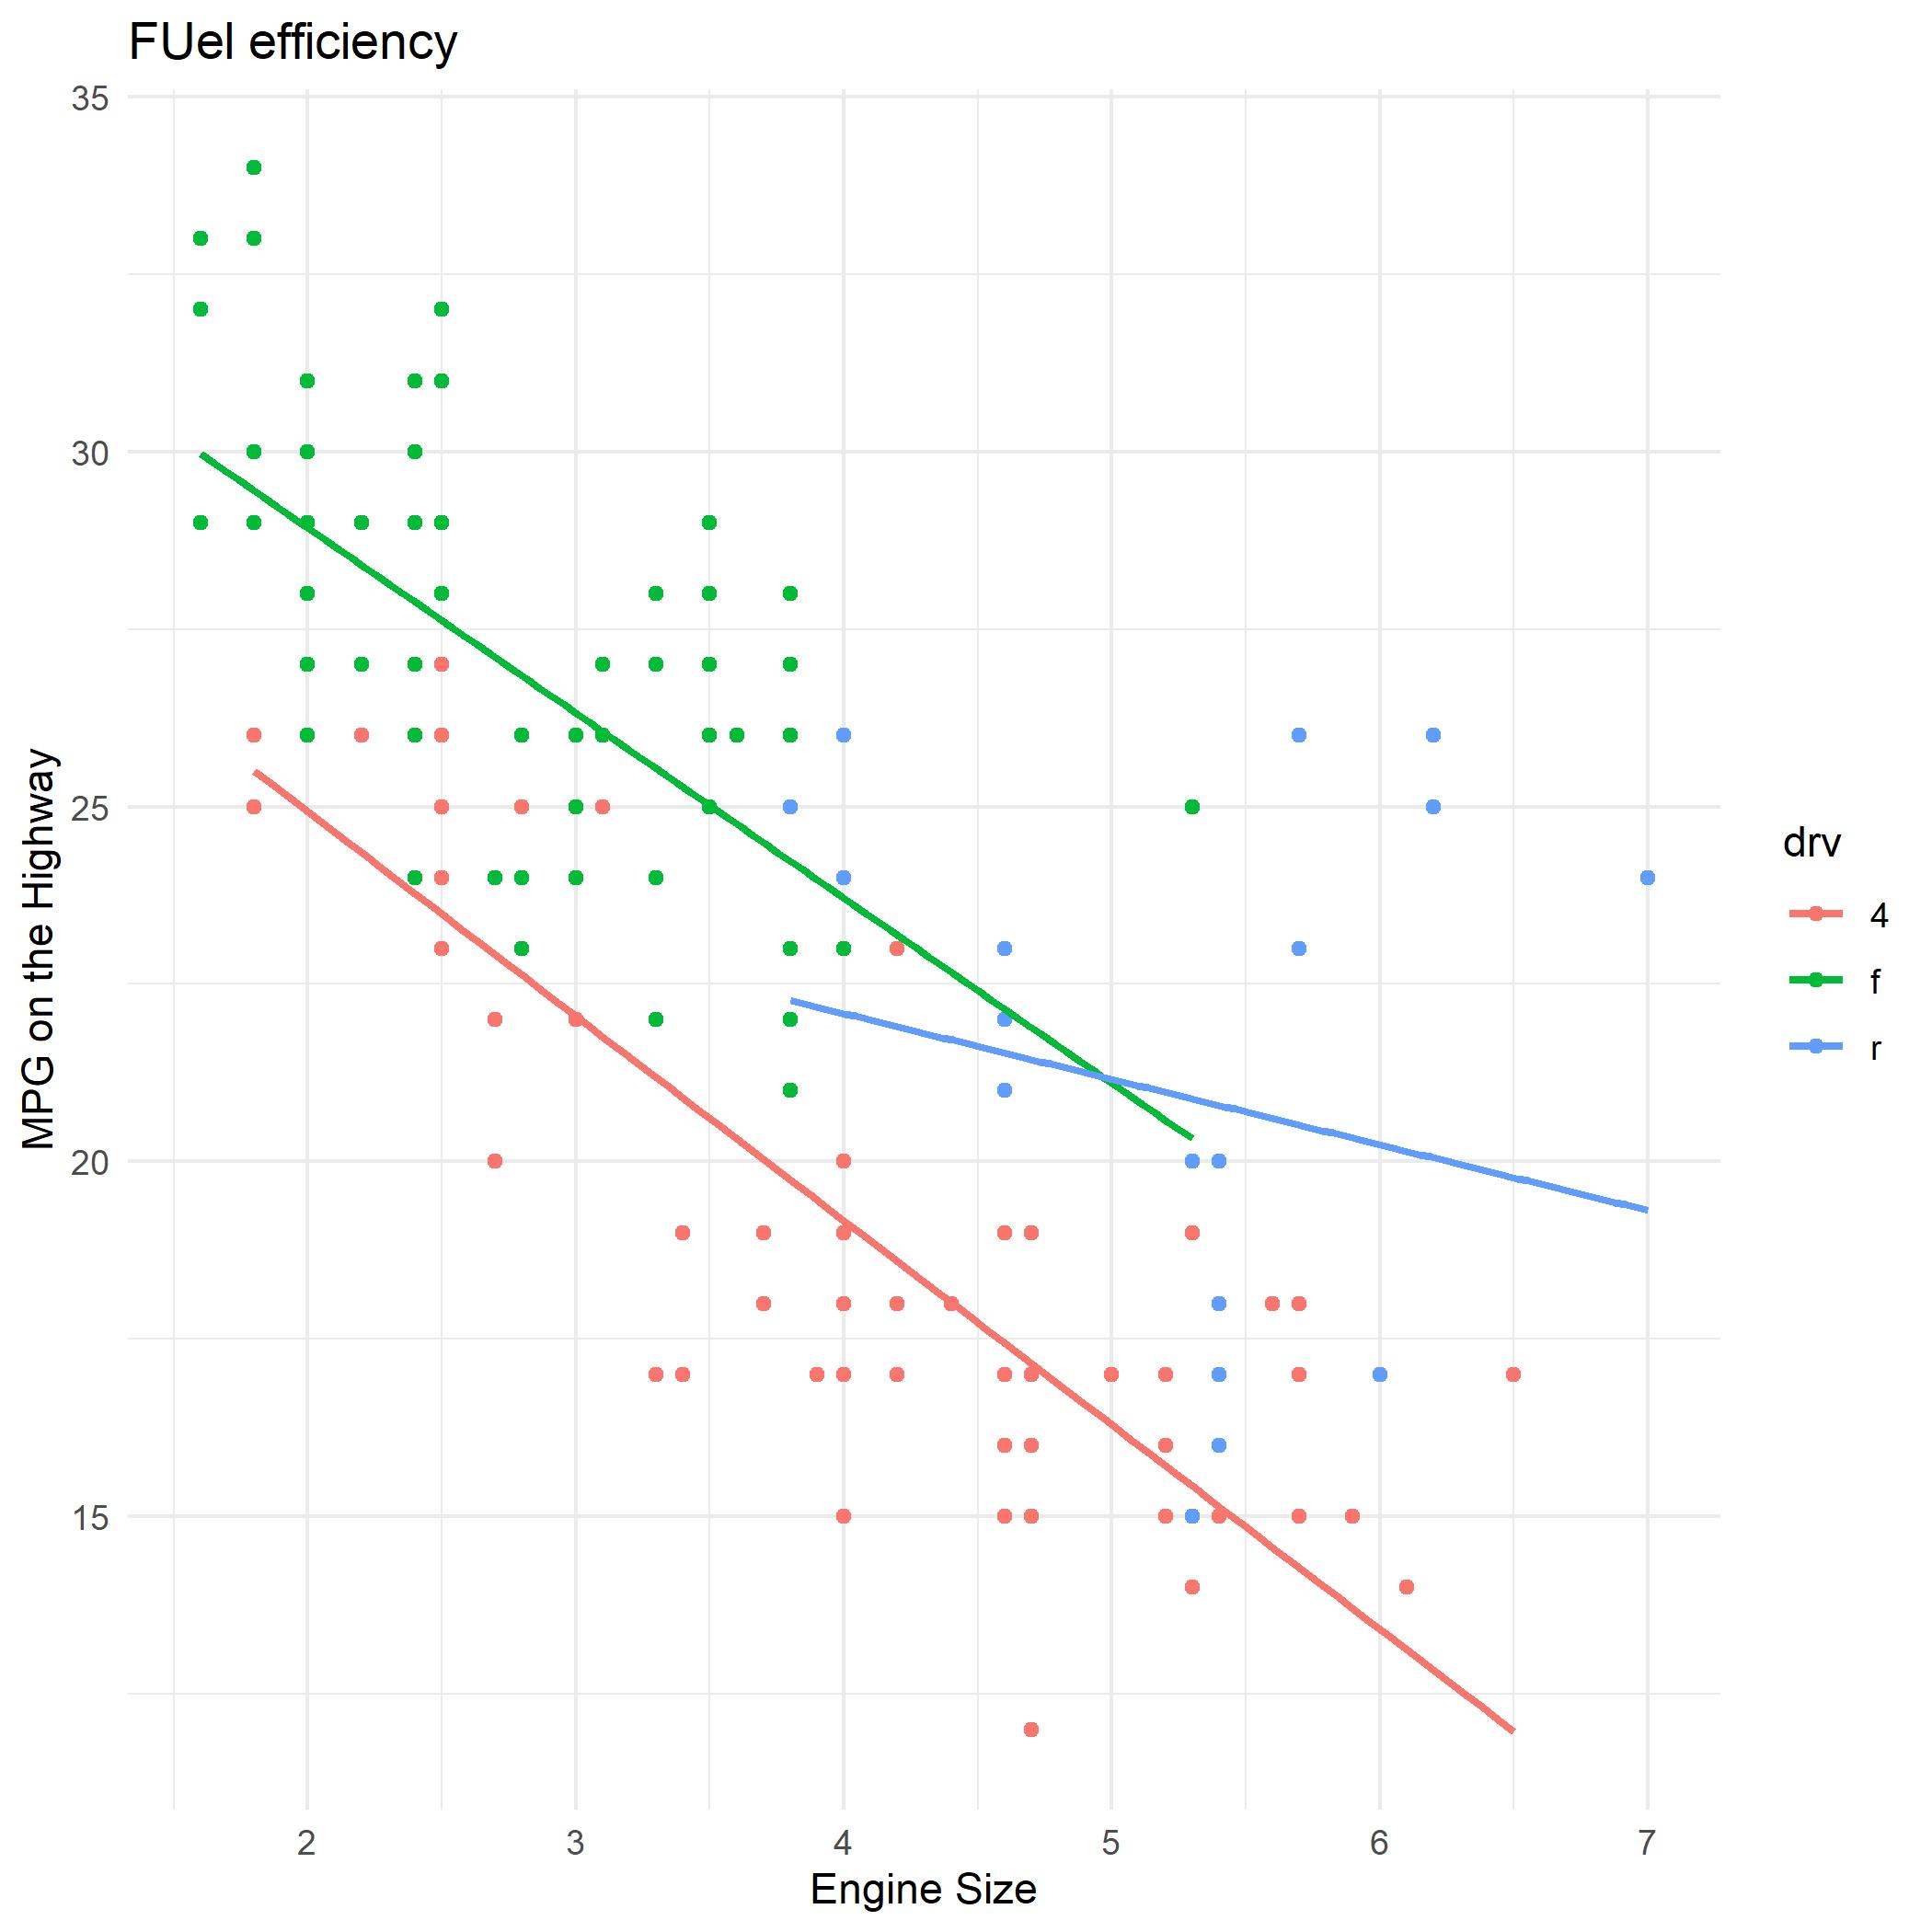 FUel efficiency
35
30
25
20
15
MPG on the Highway
2 3 4 5 6 7
Engine Size
drv
4
f
r